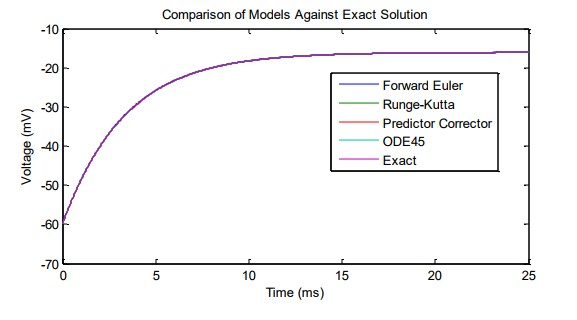 Comparison of Models Against Exact Solution
-10
-20
-30
-40
-50
-60
-70
Voltage (mV)
Forward Euler
Runge-Kutta
Predictor Corrector
ODE45
Exact
0 5 10 15 20 25
Time (ms)